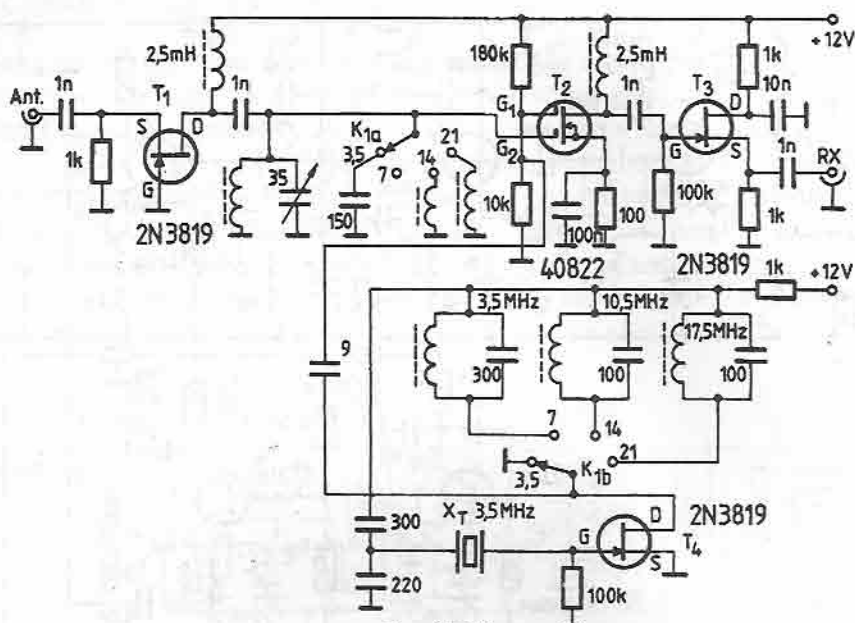 +12V
2,5mH
180k
T2
2,5mH
1k
Ant.
1n
T1
1n
G1
1n
T3
10n
S
D
K1a
21
D
3,5
14
G2
G
S
1n
RX
1k
G
35
7
150
10k
100n
100
100k
1k
2N3819
40822
2N3819
1k
+12V
3,5MHz
10,5MHz
17,5MHz
9
300
100
100
7
14
21
3,5
K1b
300
XT 3,5MHz
D
2N3819
G
T4
S
220
100k